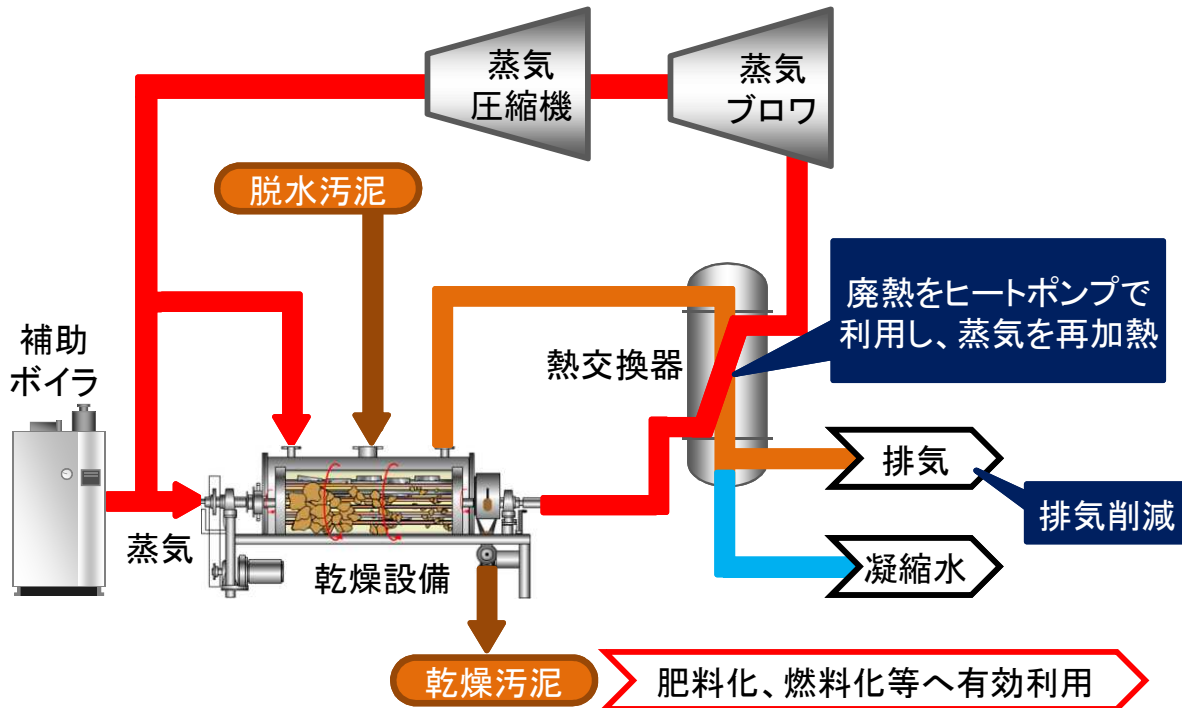 蒸気
圧縮機
蒸気
ブロワ
脱水汚泥
廃熱をヒートポンプで
利用し、蒸気を再加熱
補助
ボイラ
熱交換器
排気
排気削減
蒸気
乾燥設備
凝縮水
乾燥汚泥
肥料化、燃料化等へ有効利用